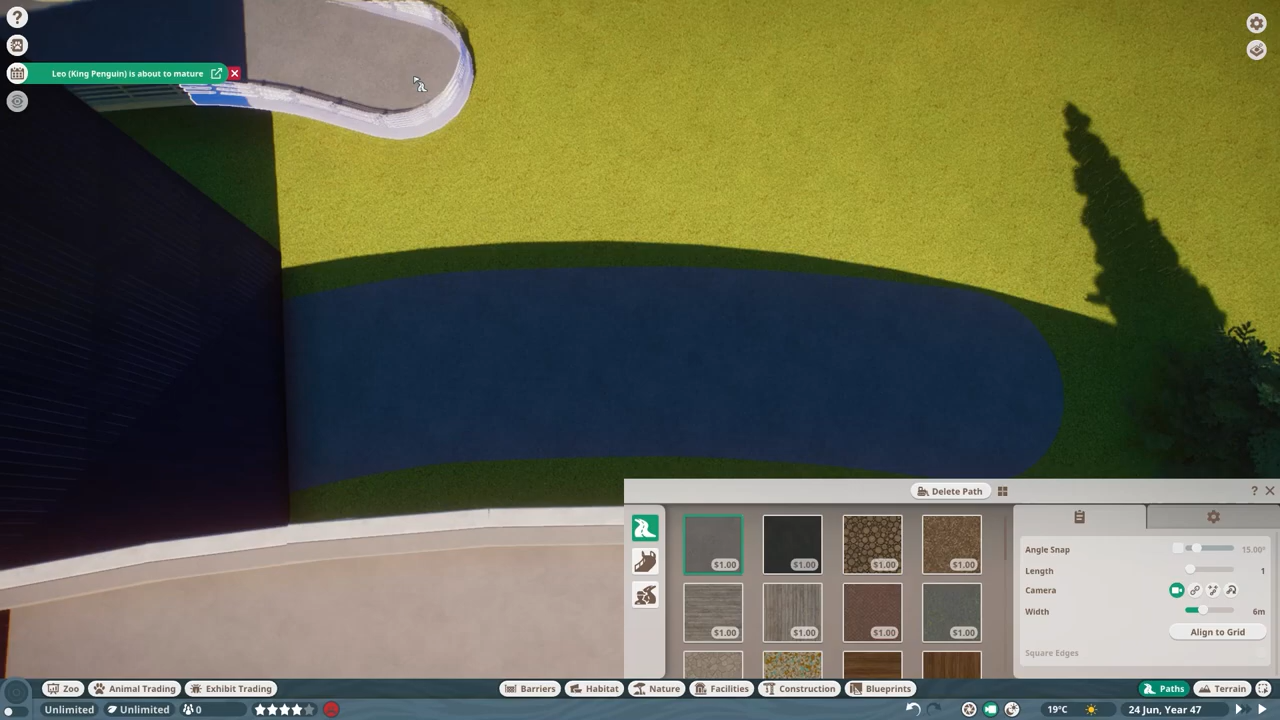 Leo (King Penguin) is about to mature
Delete Path
?
$1.00 $1.00 $1.00 $1.00
$1.00 $1.00 $1.00 $1.00
Angle Snap 15.00°
Length 1
Camera
Width 6m
Align to Grid
Square Edges
Zoo Animal Trading Exhibit Trading Barriers Habitat Nature Facilities Construction Blueprints Paths Terrain
Unlimited Unlimited 0 19°C 24 Jun, Year 47